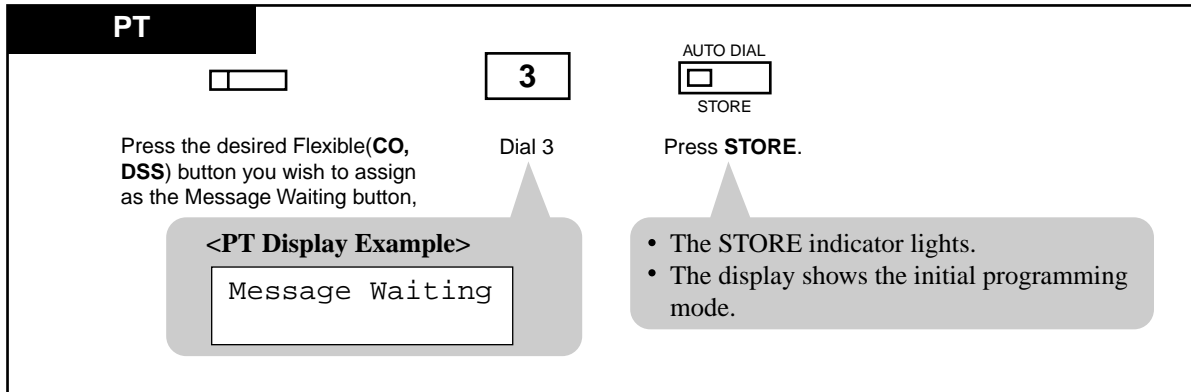 PT
3
AUTO DIAL
STORE
Press the desired Flexible(CO,
DSS) button you wish to assign
as the Message Waiting button,
Dial 3
Press STORE.
<PT Display Example>
Message Waiting
• The STORE indicator lights.
• The display shows the initial programming
mode.